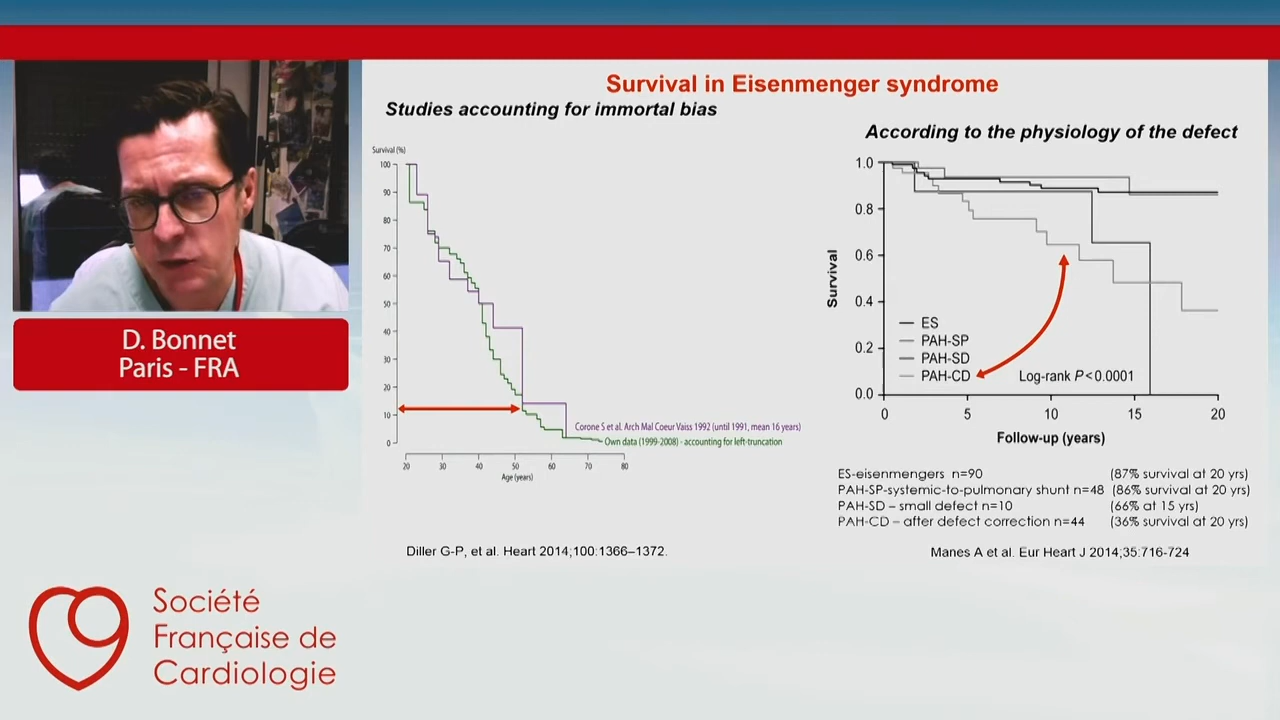 Survival in Eisenmenger syndrome
Studies accounting for immortal bias
Survival (%)
100
90
80
70
60
50
40
30
20
10
0
20 30 40 50 60 70 80
Age (years)
Corone S et al. Arch Mal Coeur Vaiss 1992 (until 1991, mean 16 years)
Own data (1999-2008) - accounting for left-truncation
Diller G-P, et al. Heart 2014;100:1366–1372.
According to the physiology of the defect
Survival
1.0
0.8
0.6
0.4
0.2
0.0
ES
PAH-SP
PAH-SD
PAH-CD
Log-rank P<0.0001
0 5 10 15 20
Follow-up (years)
ES-eisenmengers n=90 (87% survival at 20 yrs)
PAH-SP-systemic-to-pulmonary shunt n=48 (86% survival at 20 yrs)
PAH-SD – small defect n=10 (66% at 15 yrs)
PAH-CD – after defect correction n=44 (36% survival at 20 yrs)
Manes A et al. Eur Heart J 2014;35:716-724
D. Bonnet
Paris - FRA
Société
Française de
Cardiologie